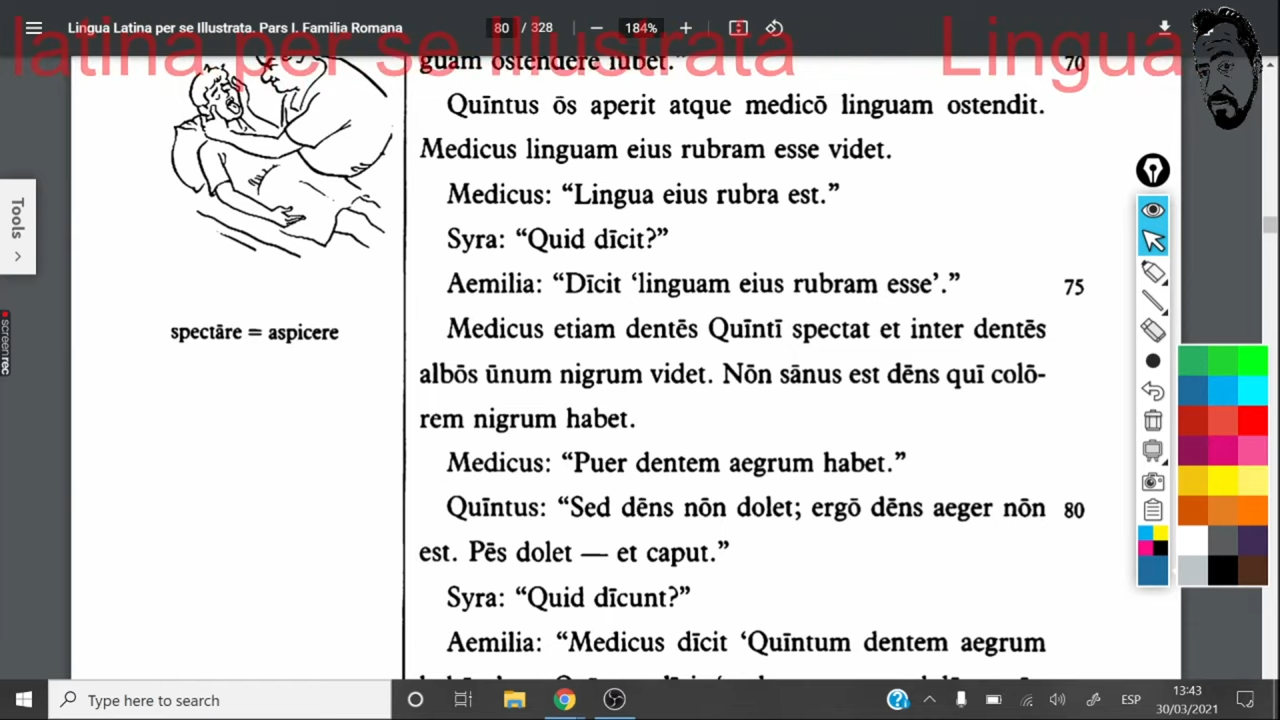 Lingua Latina per se Illustrata. Pars I. Familia Romana
80 / 328
184%
latina per se Illustrata
Lingua
guam ostendere iubet.”
70
Quīntus ōs aperit atque medicō linguam ostendit.
Medicus linguam eius rubram esse videt.
Medicus: “Lingua eius rubra est.”
Syra: “Quid dīcit?”
Aemilia: “Dīcit ‘linguam eius rubram esse’.”
75
Medicus etiam dentēs Quīntī spectat et inter dentēs
albōs ūnum nigrum videt. Nōn sānus est dēns quī colō-
rem nigrum habet.
Medicus: “Puer dentem aegrum habet.”
Quīntus: “Sed dēns nōn dolet; ergō dēns aeger nōn
80
est. Pēs dolet — et caput.”
Syra: “Quid dīcunt?”
Aemilia: “Medicus dīcit ‘Quīntum dentem aegrum
spectāre = aspicere
Tools
screenrec
Type here to search
ESP
13:43
30/03/2021